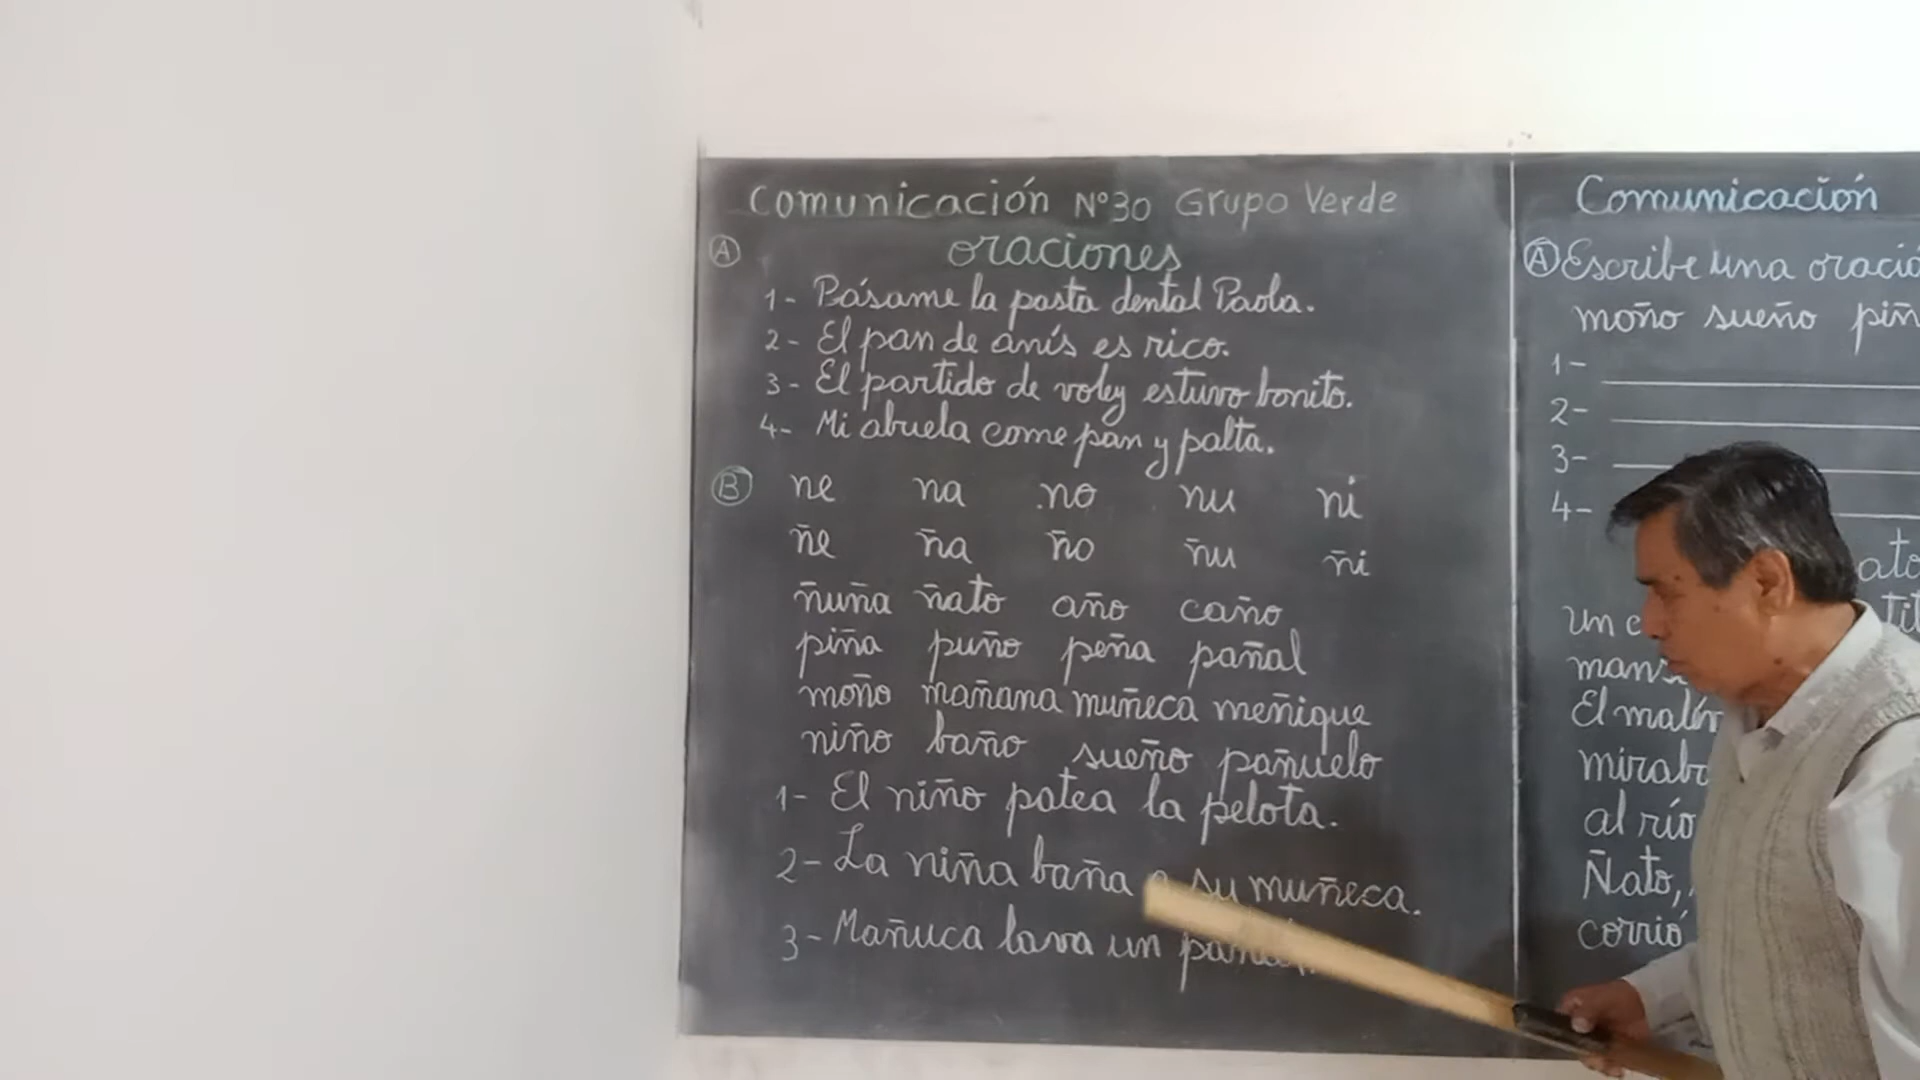 Comunicación N°30 Grupo Verde
A oraciones
1- Pásame la pasta dental Paola.
2- El pan de anís es rico.
3- El partido de voley estuvo bonito.
4- Mi abuela come pan y palta.
B ne na no nu ni
ñe ña ño ñu ñi
ñuña ñato año caño
piña puño peña pañal
moño mañana muñeca meñique
niño baño sueño pañuelo
1- El niño patea la pelota.
2- La niña baña a su muñeca.
3- Mañuca lava un
Comunicación
A Escribe una
moño sueño
1-
2-
3-
4-
un
El
al río
Ñato,
corrió